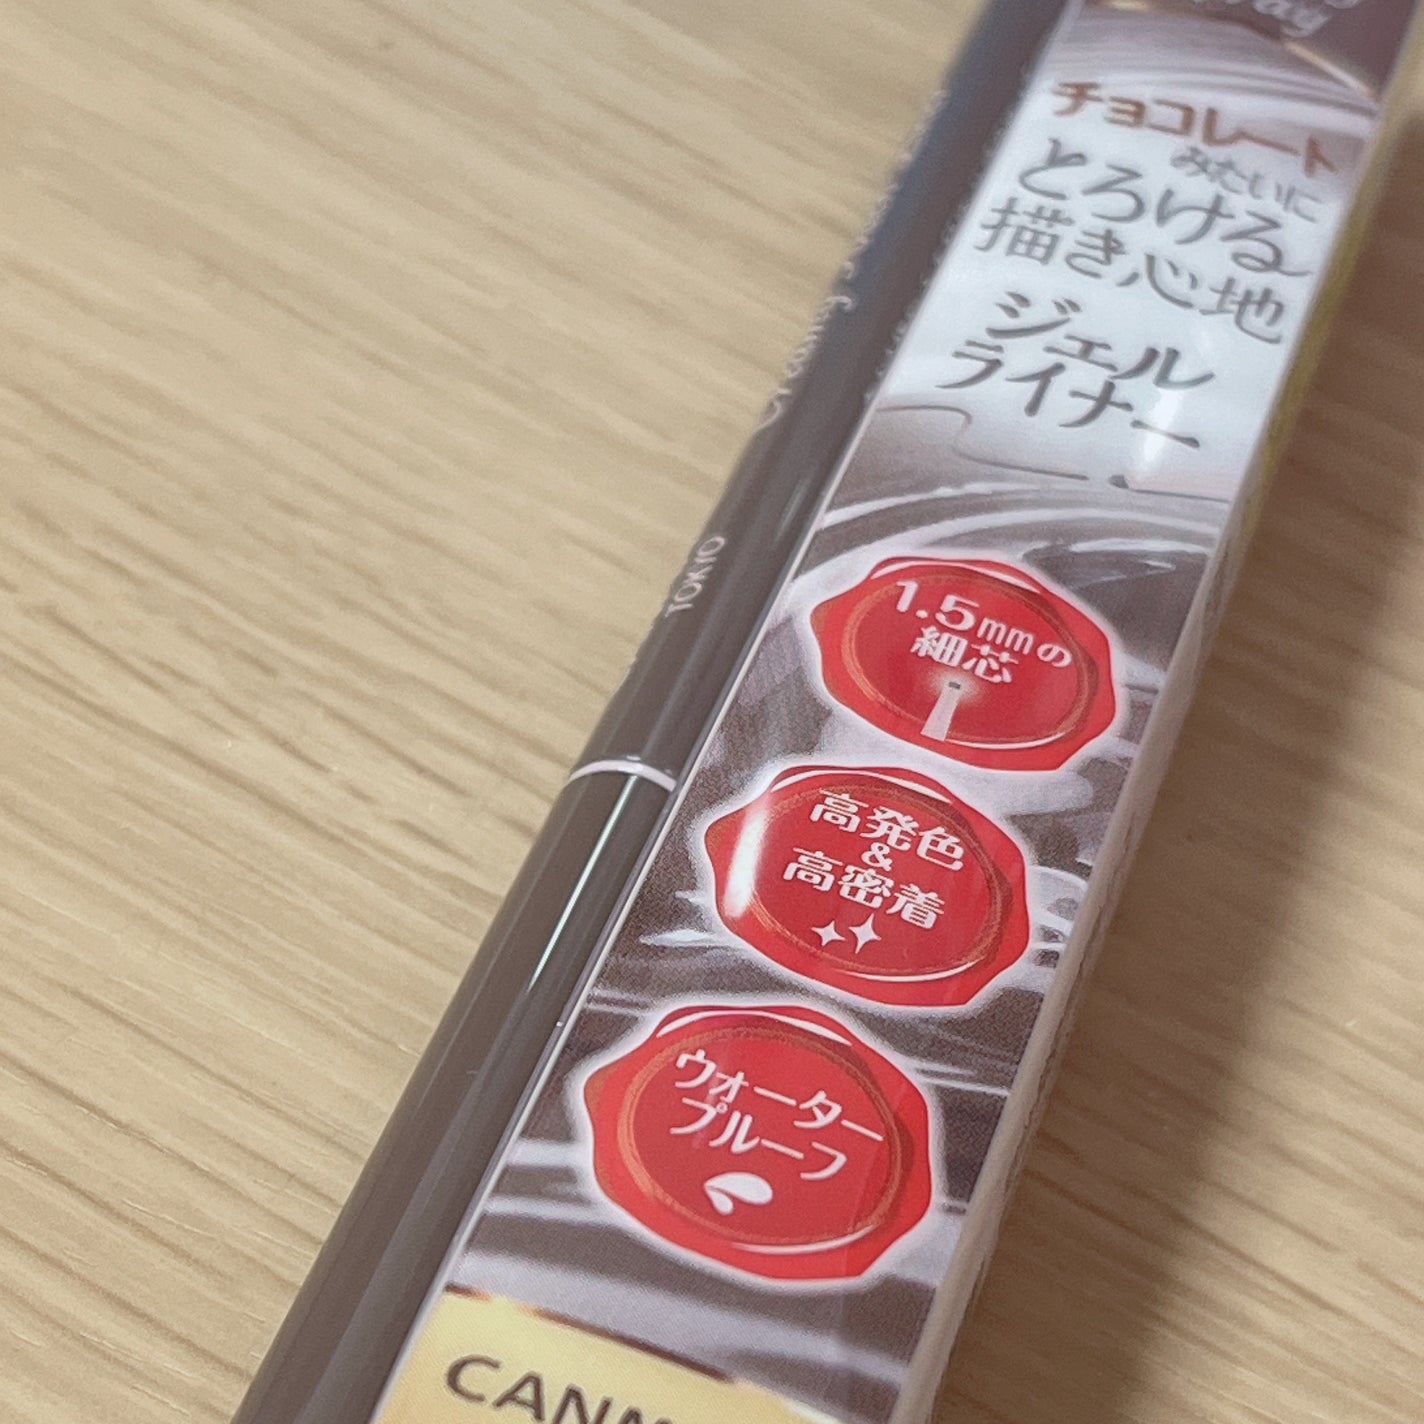 チョコレート
みたいに
とろける
描き心地
ジェル
ライナー
TOKYO
1.5mmの
細芯
高発色
&
高密着
ウォーター
プルーフ